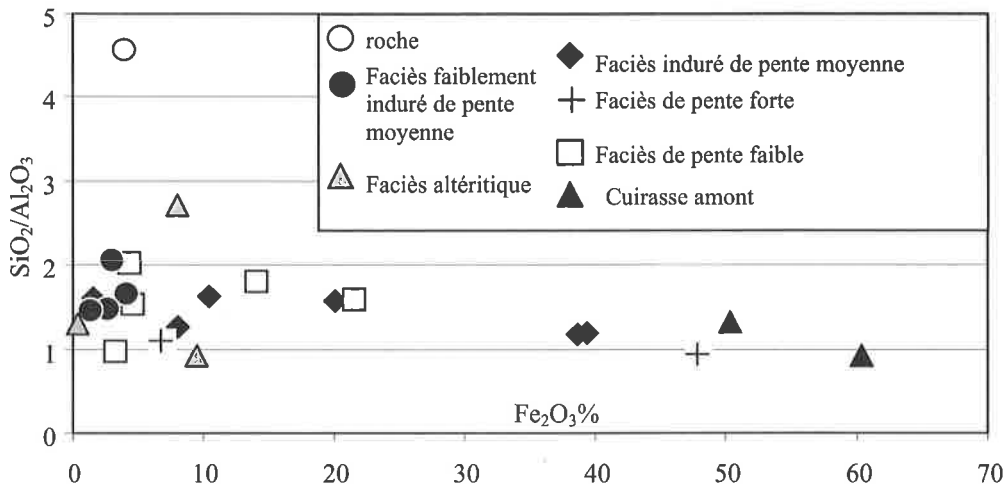 5
4
3
2
1
0
SiO₂/Al₂O₃
roche
Faciès faiblement
induré de pente
moyenne
Faciès altéritique
Faciès induré de pente moyenne
Faciès de pente forte
Faciès de pente faible
Cuirasse amont
Fe₂O₃%
0 10 20 30 40 50 60 70